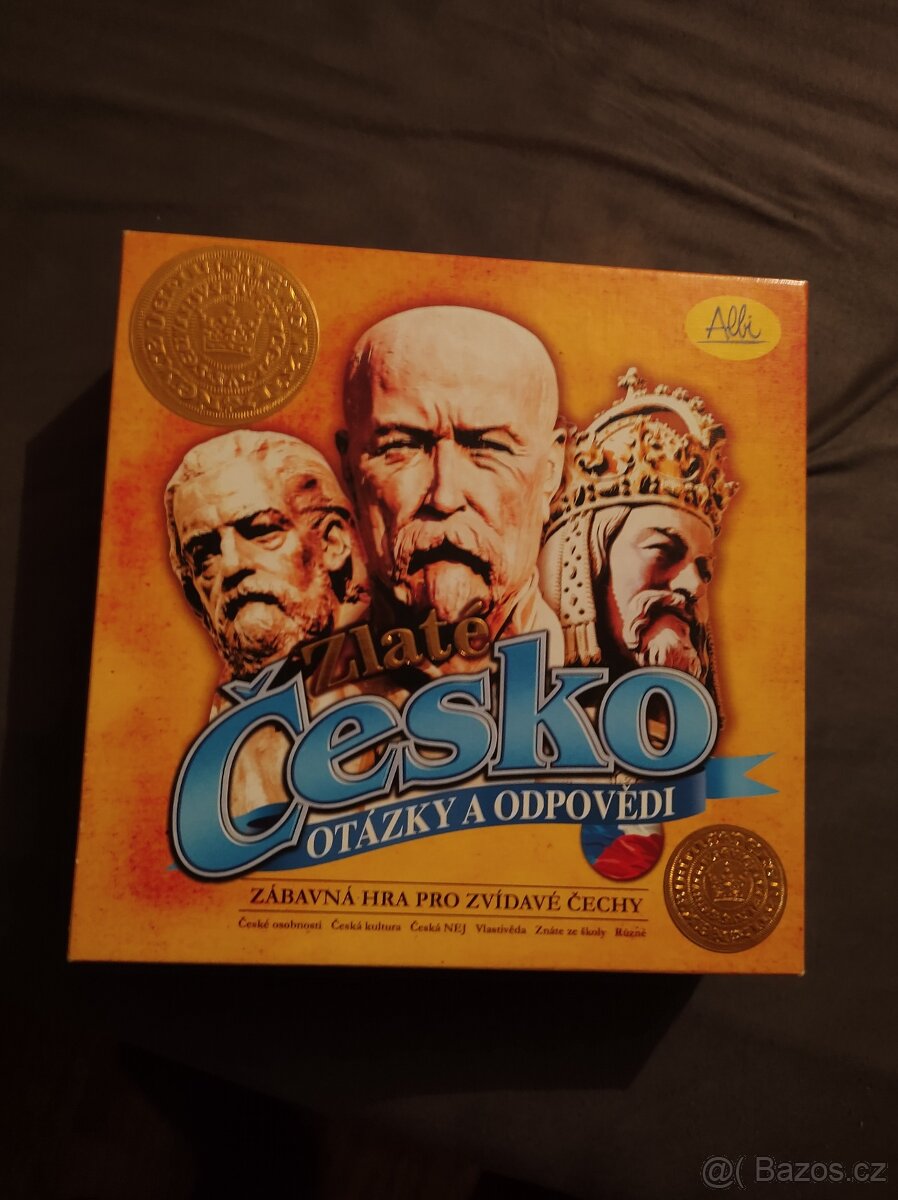 Albi
Zlaté
Česko
OTÁZKY A ODPOVĚDI
ZÁBAVNÁ HRA PRO ZVÍDAVÉ ČECHY
České osobnosti Česká kultura Česká NEJ Vlastivěda Znáte ze školy Různé
@( Bazos.cz